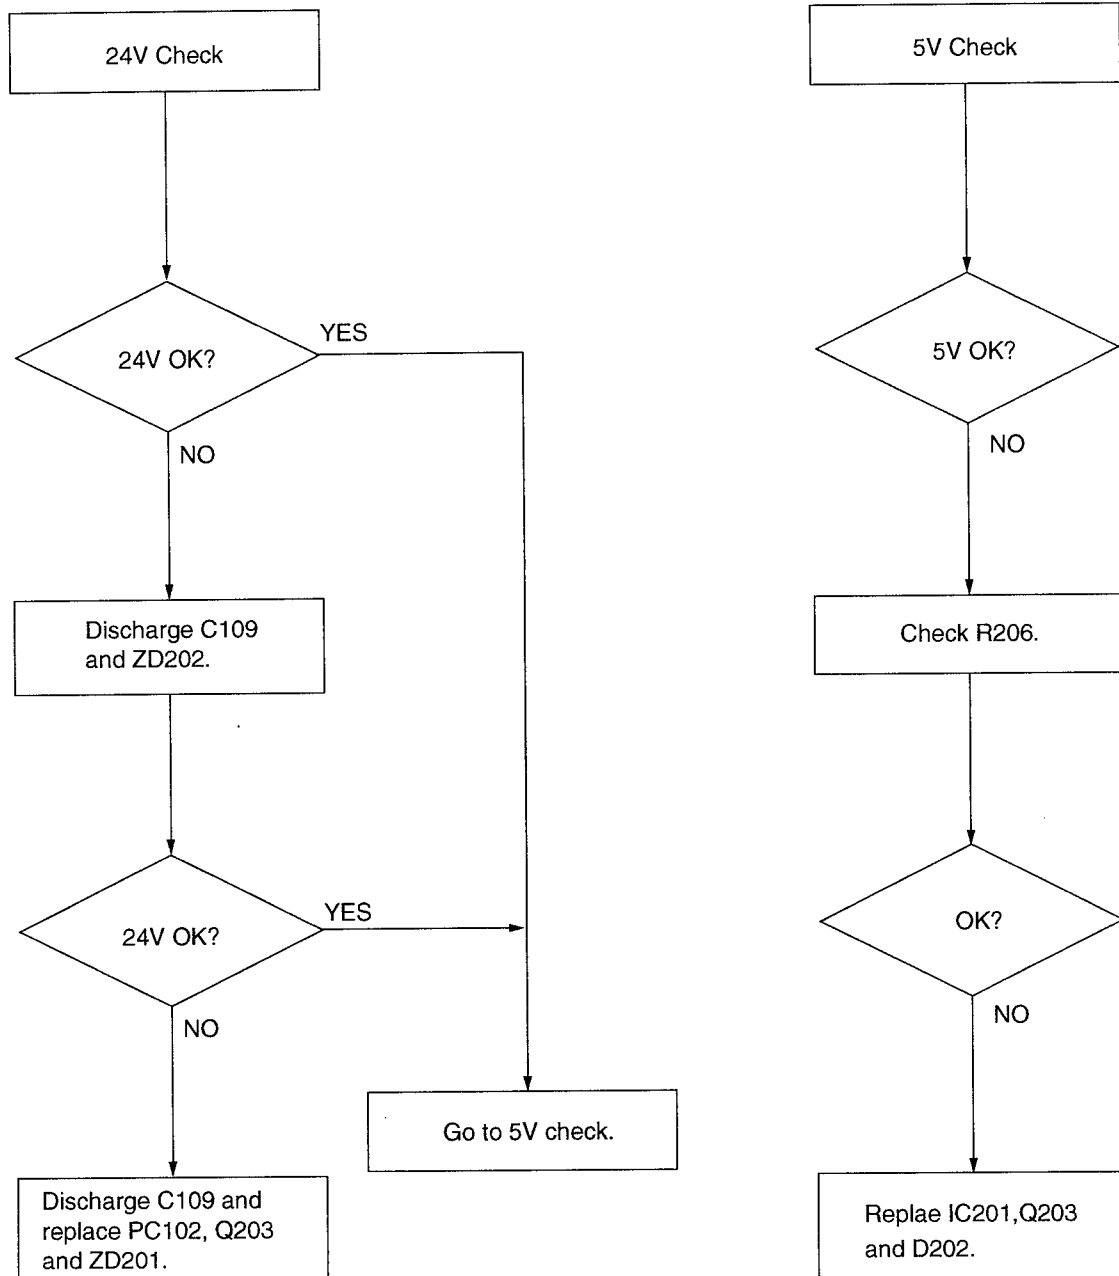 24V Check
24V OK?
YES
NO
Discharge C109
and ZD202.
24V OK?
YES
NO
Go to 5V check.
Discharge C109 and
replace PC102, Q203
and ZD201.
5V Check
5V OK?
NO
Check R206.
OK?
NO
Replae IC201,Q203
and D202.